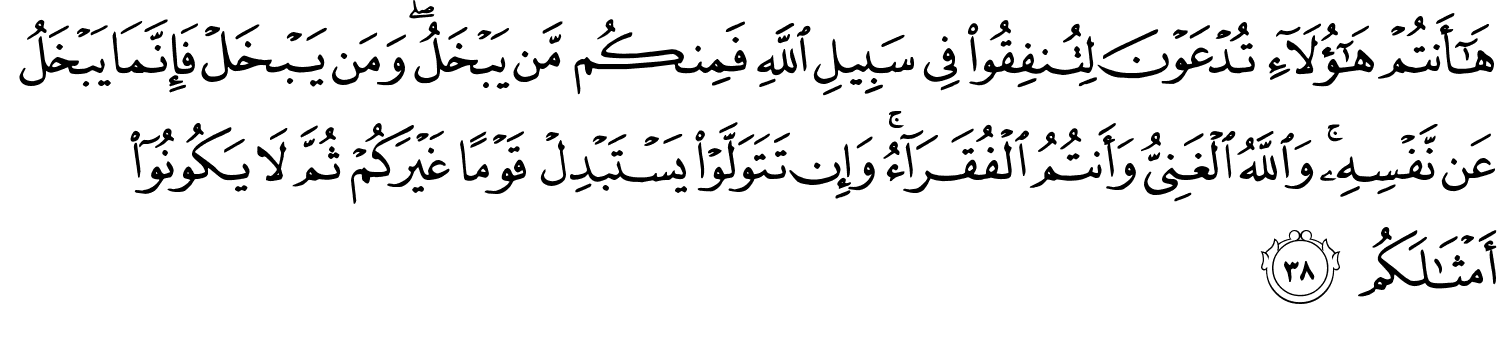 هَـٰٓأَنتُمْ هَـٰٓؤُلَآءِ تُدْعَوْنَ لِتُنفِقُوا۟ فِى سَبِيلِ ٱللَّهِ فَمِنكُم مَّن يَبْخَلُ ۖ وَمَن يَبْخَلْ فَإِنَّمَا يَبْخَلُ
عَن نَّفْسِهِۦ ۚ وَٱللَّهُ ٱلْغَنِىُّ وَأَنتُمُ ٱلْفُقَرَآءُ ۚ وَإِن تَتَوَلَّوْا۟ يَسْتَبْدِلْ قَوْمًا غَيْرَكُمْ ثُمَّ لَا يَكُونُوٓا۟
أَمْثَـٰلَكُم ٣٨